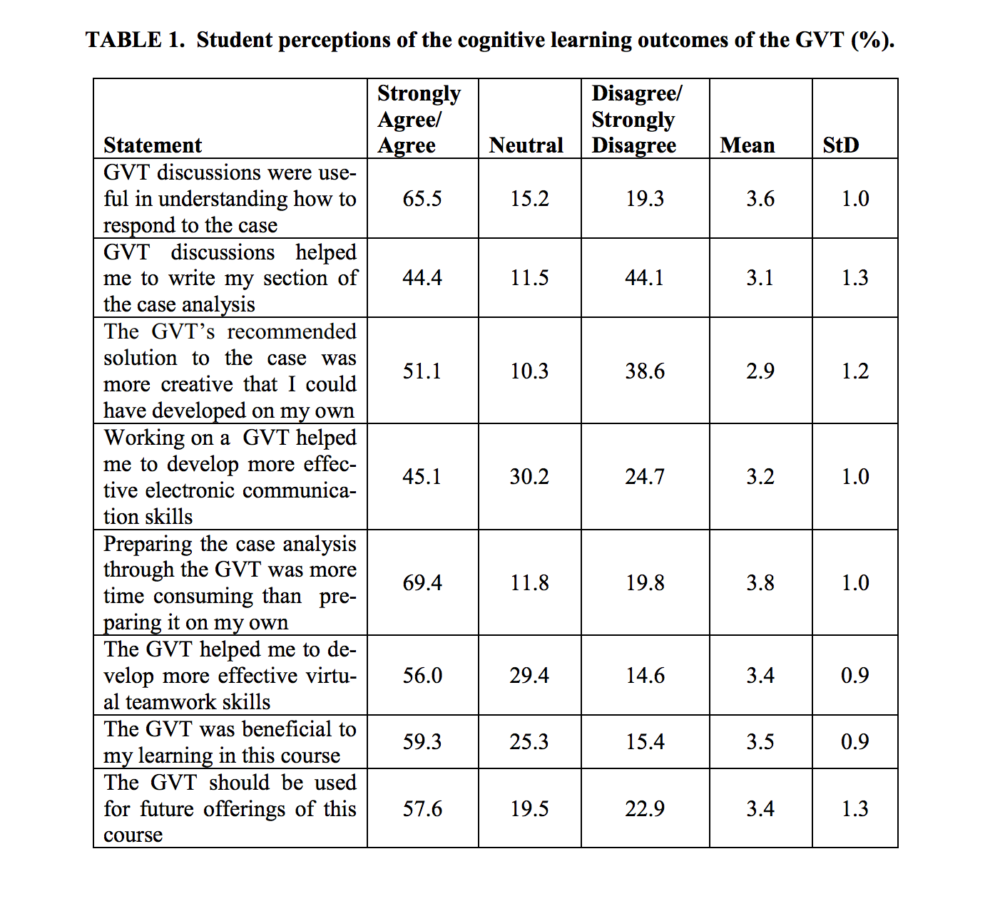 TABLE 1. Student perceptions of the cognitive learning outcomes of the GVT (%).
Statement Strongly Agree/ Agree Neutral Disagree/ Strongly Disagree Mean StD
GVT discussions were use-
ful in understanding how to
respond to the case
65.5 15.2 19.3 3.6 1.0
GVT discussions helped
me to write my section of
the case analysis
44.4 11.5 44.1 3.1 1.3
The GVT's recommended
solution to the case was
more creative that I could
have developed on my own
51.1 10.3 38.6 2.9 1.2
Working on a GVT helped
me to develop more effec-
tive electronic communica-
tion skills
45.1 30.2 24.7 3.2 1.0
Preparing the case analysis
through the GVT was more
time consuming than pre-
paring it on my own
69.4 11.8 19.8 3.8 1.0
The GVT helped me to de-
velop more effective virtu-
al teamwork skills
56.0 29.4 14.6 3.4 0.9
The GVT was beneficial to
my learning in this course
59.3 25.3 15.4 3.5 0.9
The GVT should be used
for future offerings of this
course
57.6 19.5 22.9 3.4 1.3